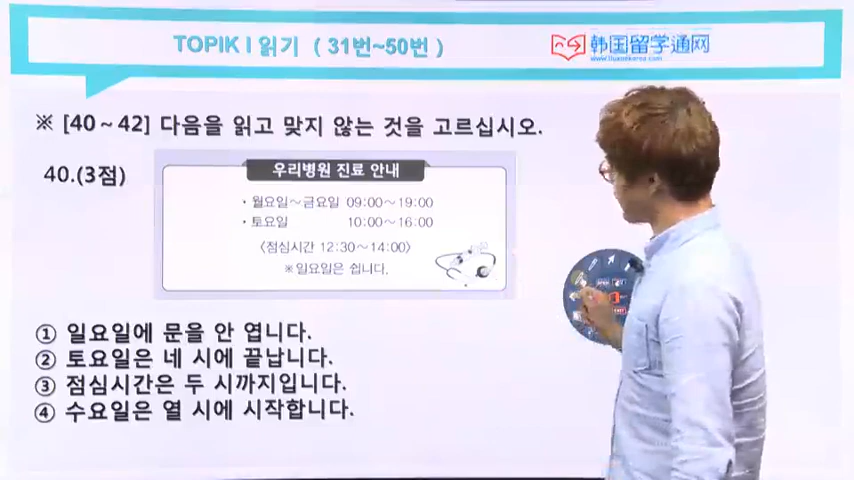 TOPIK I 읽기 ( 31번~50번 )
韩国留学通网
※ [40～42] 다음을 읽고 맞지 않는 것을 고르십시오.
40.(3점)
우리병원 진료 안내
・월요일～금요일 09:00～19:00
・토요일 10:00～16:00
〈점심시간 12:30～14:00〉
※일요일은 쉽니다.
① 일요일에 문을 안 엽니다.
② 토요일은 네 시에 끝납니다.
③ 점심시간은 두 시까지입니다.
④ 수요일은 열 시에 시작합니다.